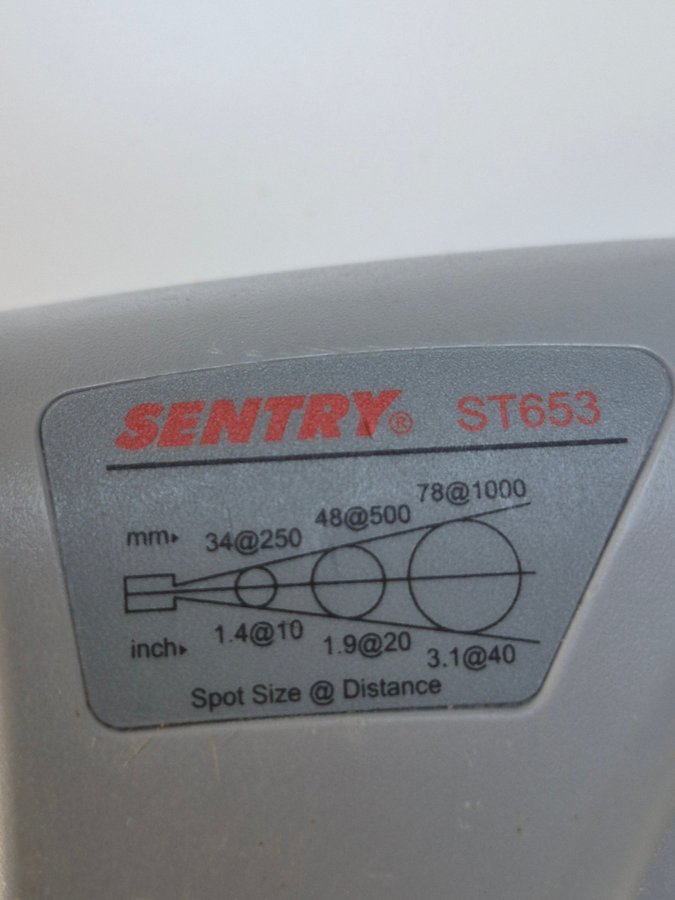 SENTRY® ST653
mm▸ 34@250 48@500 78@1000
inch▸ 1.4@10 1.9@20 3.1@40
Spot Size @ Distance